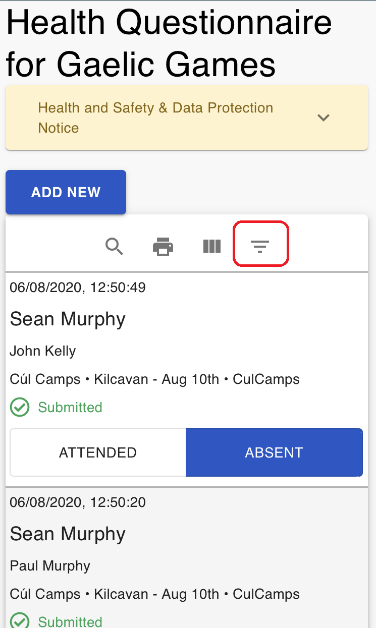 Health Questionnaire
for Gaelic Games
Health and Safety & Data Protection
Notice
ADD NEW
06/08/2020, 12:50:49
Sean Murphy
John Kelly
Cúl Camps • Kilcavan - Aug 10th • CulCamps
Submitted
ATTENDED ABSENT
06/08/2020, 12:50:20
Sean Murphy
Paul Murphy
Cúl Camps • Kilcavan - Aug 10th • CulCamps
Submitted